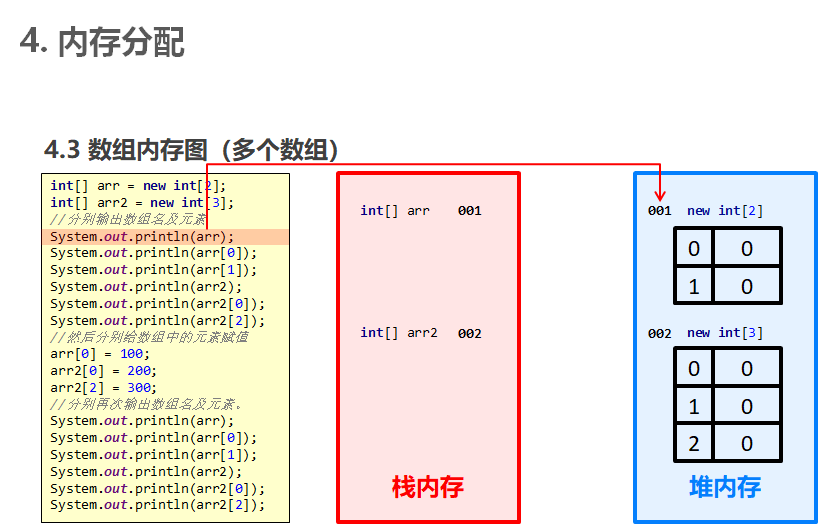 4. 内存分配
4.3 数组内存图（多个数组）
int[] arr = new int[2];
int[] arr2 = new int[3];
//分别输出数组名及元素
System.out.println(arr);
System.out.println(arr[0]);
System.out.println(arr[1]);
System.out.println(arr2);
System.out.println(arr2[0]);
System.out.println(arr2[2]);
//然后分别给数组中的元素赋值
arr[0] = 100;
arr2[0] = 200;
arr2[2] = 300;
//分别再次输出数组名及元素。
System.out.println(arr);
System.out.println(arr[0]);
System.out.println(arr[1]);
System.out.println(arr2);
System.out.println(arr2[0]);
System.out.println(arr2[2]);
int[] arr 001
int[] arr2 002
栈内存
001 new int[2]
0 0
1 0
002 new int[3]
0 0
1 0
2 0
堆内存